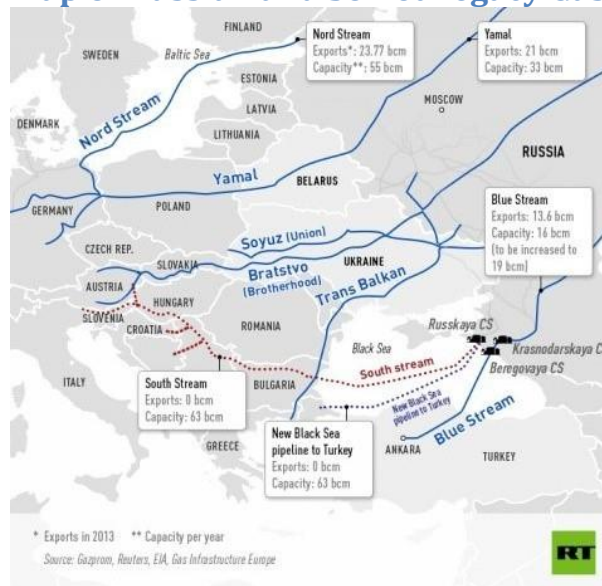 FINLAND
Nord Stream
Exports*: 23.77 bcm
Capacity**: 55 bcm
Yamal
Exports: 21 bcm
Capacity: 33 bcm
SWEDEN
Baltic Sea
ESTONIA
LATVIA
MOSCOW
DENMARK
Nord Stream
LITHUANIA
RUSSIA
Yamal
BELARUS
GERMANY
POLAND
Blue Stream
Exports: 13.6 bcm
Capacity: 16 bcm
(to be increased to
19 bcm)
CZECH REP.
Soyuz (Union)
SLOVAKIA
UKRAINE
Bratstvo
(Brotherhood)
Trans Balkan
AUSTRIA
HUNGARY
SLOVENIA
CROATIA
ROMANIA
Russkaya CS
Black Sea
Krasnodarskaya C
Beregovaya CS
South stream
ITALY
South Stream
Exports: 0 bcm
Capacity: 63 bcm
BULGARIA
New Black Sea
pipeline to Turkey
Blue Stream
New Black Sea
pipeline to Turkey
Exports: 0 bcm
Capacity: 63 bcm
GREECE
ANKARA
TURKEY
* Exports in 2013 ** Capacity per year
Source: Gazprom, Reuters, EIA, Gas Infrastructure Europe
RT